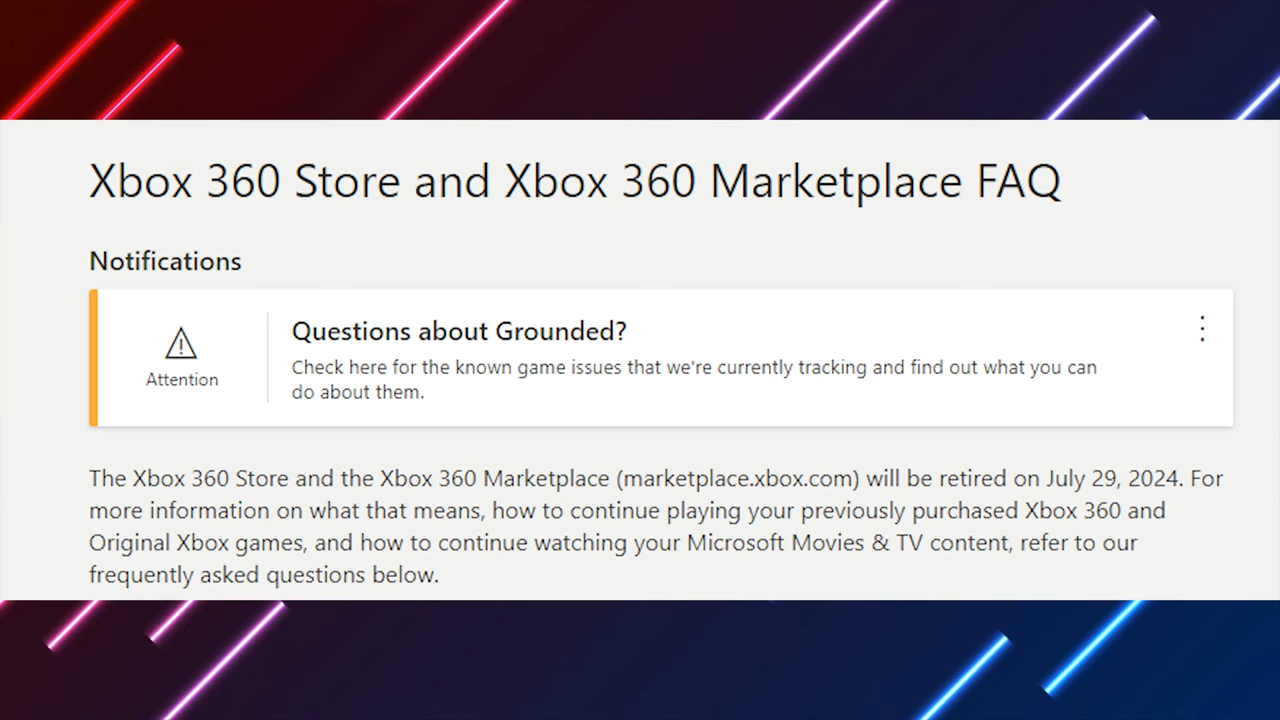 Xbox 360 Store and Xbox 360 Marketplace FAQ
Notifications
Attention
Questions about Grounded?
Check here for the known game issues that we're currently tracking and find out what you can
do about them.
The Xbox 360 Store and the Xbox 360 Marketplace (marketplace.xbox.com) will be retired on July 29, 2024. For
more information on what that means, how to continue playing your previously purchased Xbox 360 and
Original Xbox games, and how to continue watching your Microsoft Movies & TV content, refer to our
frequently asked questions below.